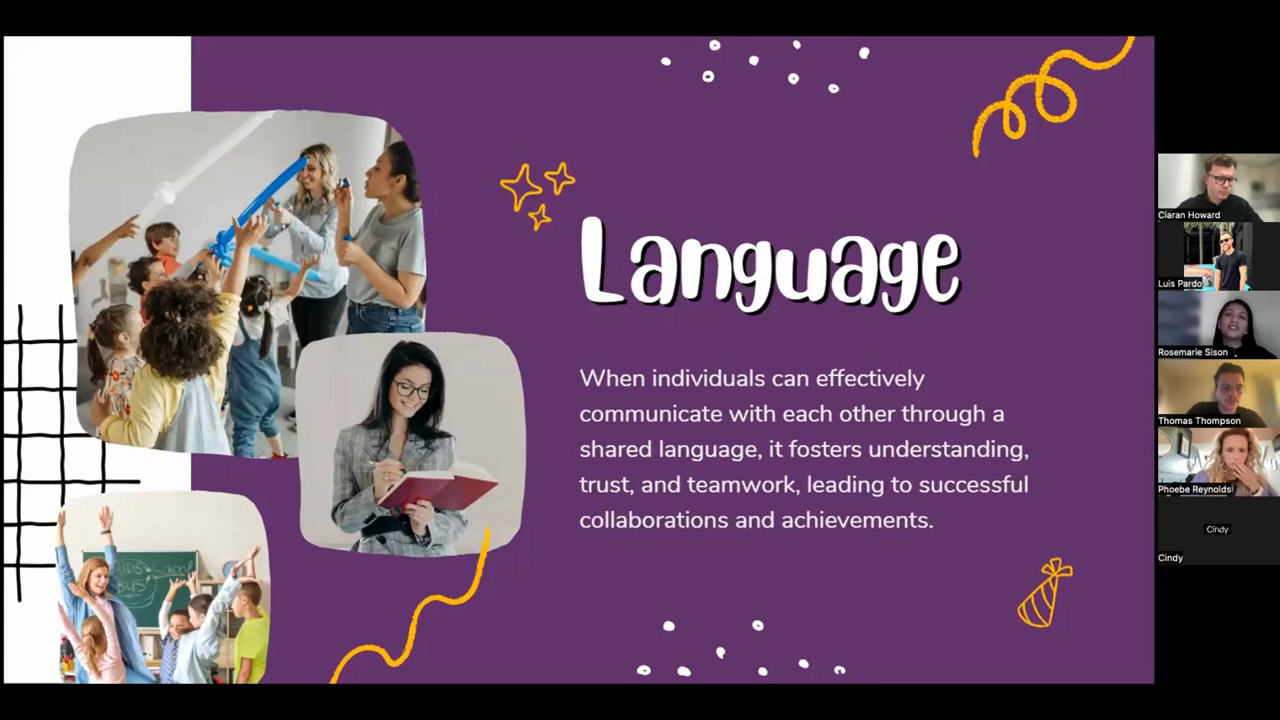 Language
When individuals can effectively
communicate with each other through a
shared language, it fosters understanding,
trust, and teamwork, leading to successful
collaborations and achievements.
Ciaran Howard
Luis Pardo
Rosemarie Sison
Thomas Thompson
Phoebe Reynolds
Cindy
Cindy